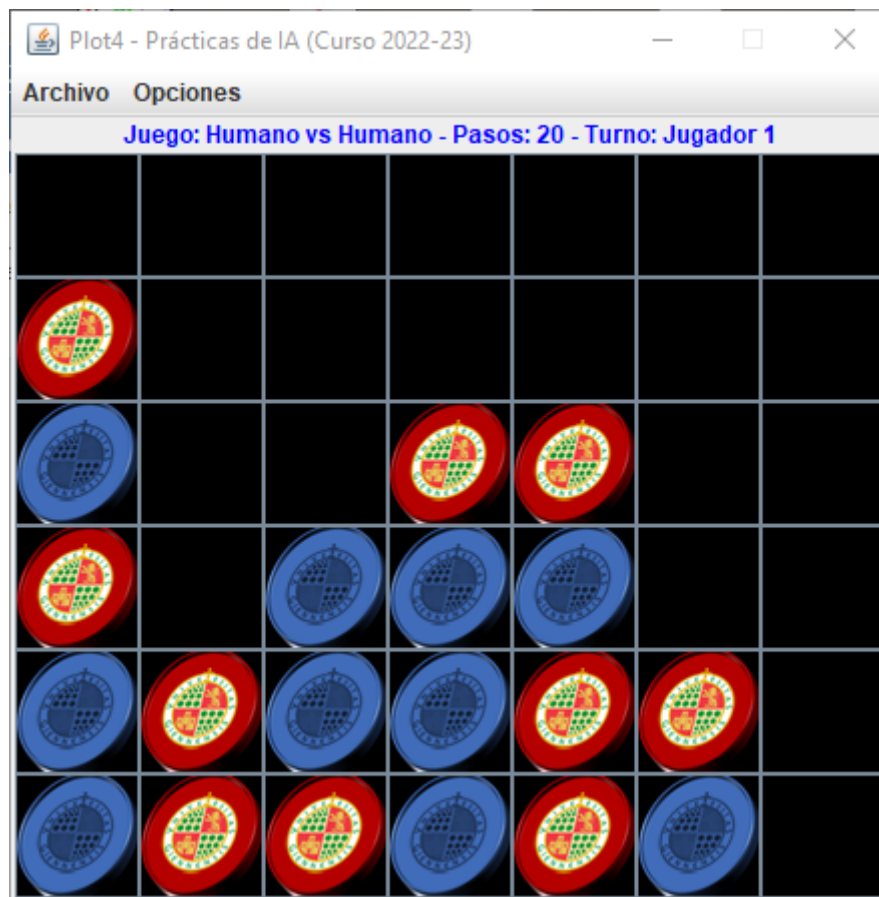 Plot4 - Prácticas de IA (Curso 2022-23)
Archivo Opciones
Juego: Humano vs Humano - Pasos: 20 - Turno: Jugador 1